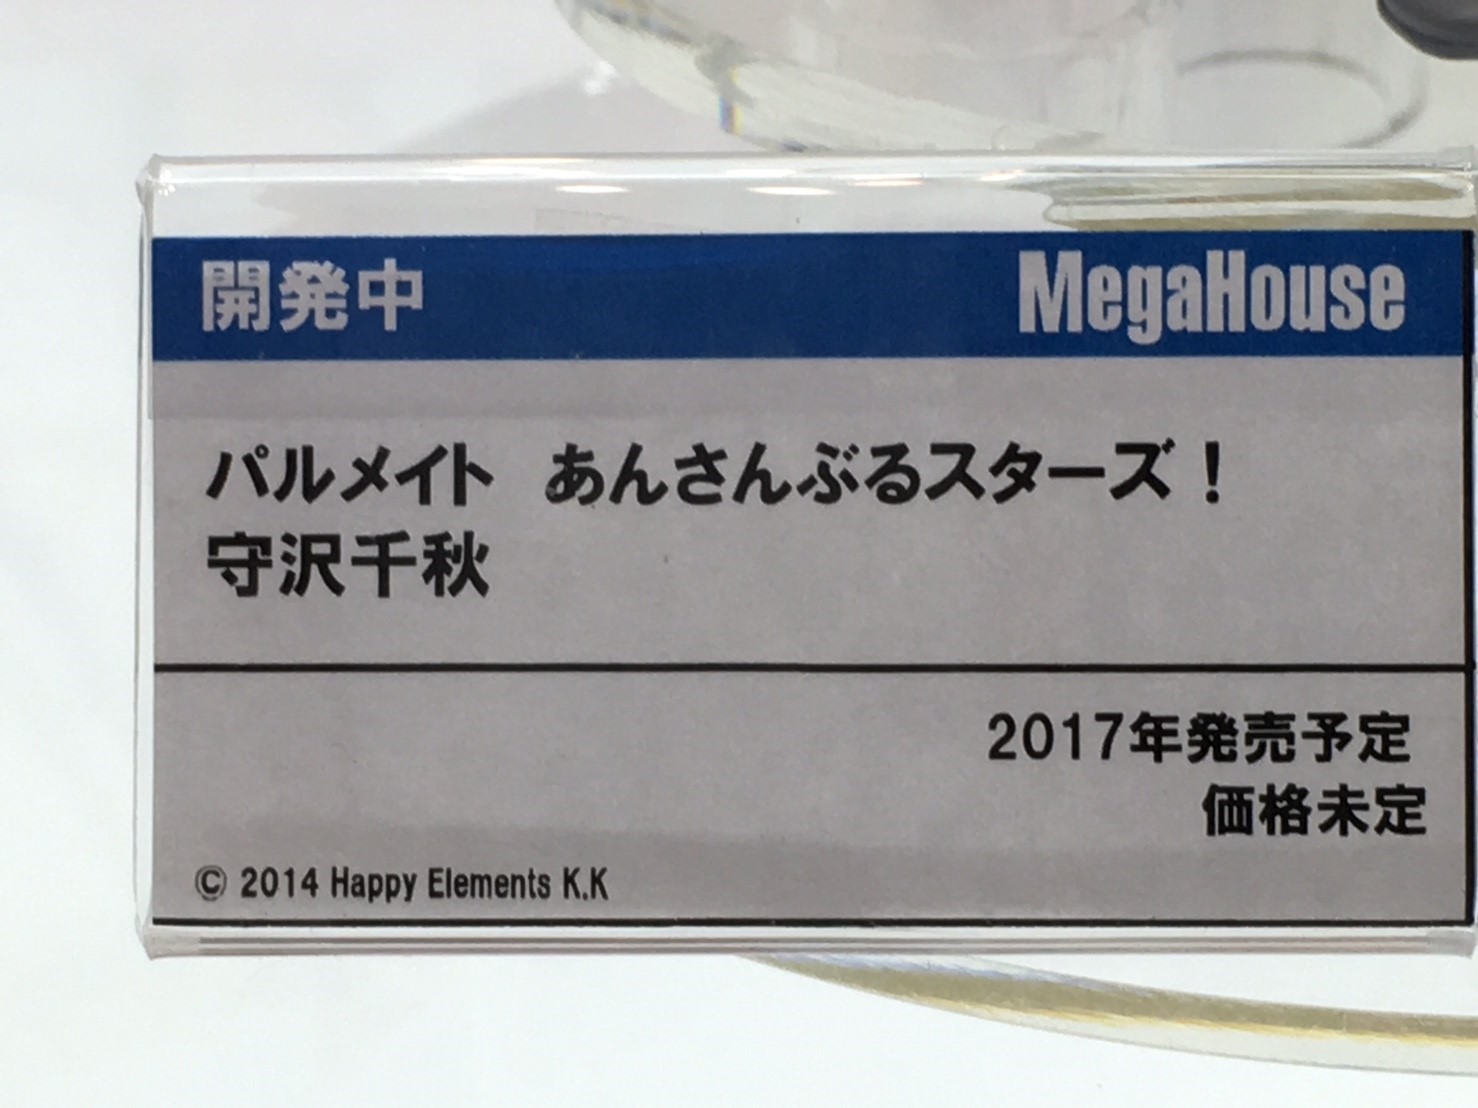 開発中 MegaHouse
パルメイト あんさんぶるスターズ！
守沢千秋
2017年発売予定
価格未定
© 2014 Happy Elements K.K